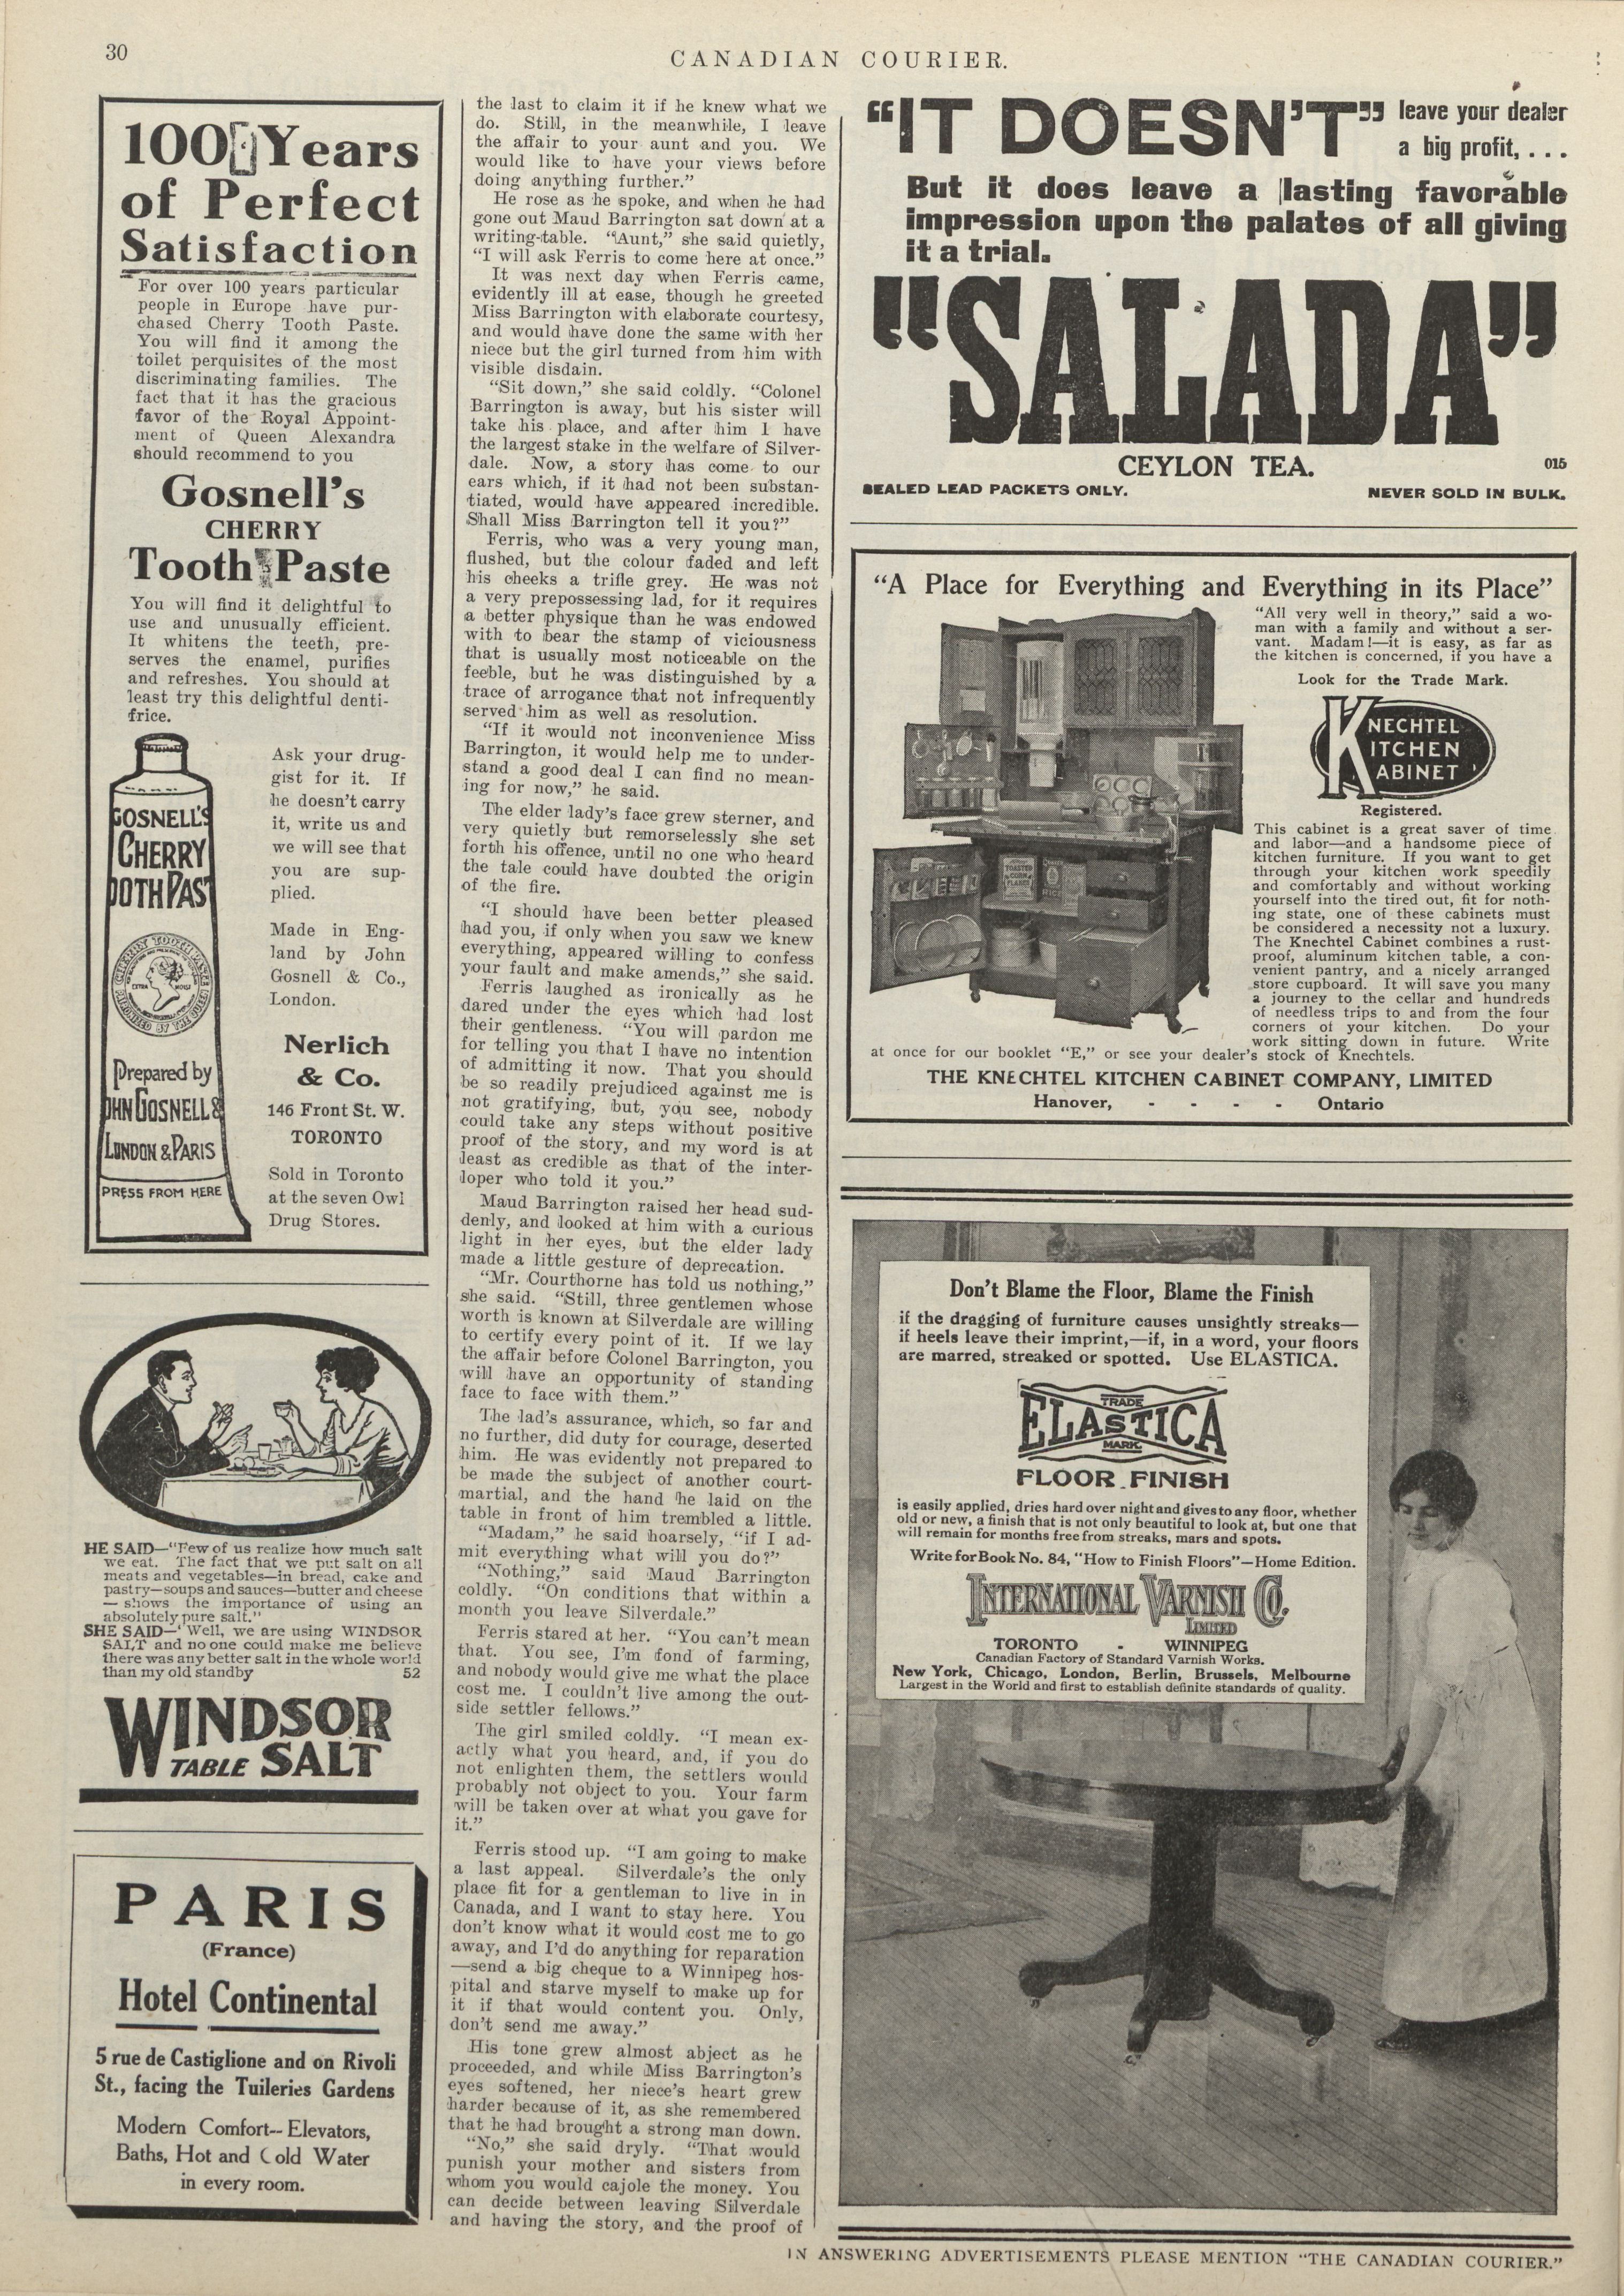 30
CANADIAN COURIER.
100 Years
of Perfect
Satisfaction
For over 100 years particular
people in Europe have pur-
chased Cherry Tooth Paste.
You will find it among the
toilet perquisites of the most
discriminating families. The
fact that it has the gracious
favor of the Royal Appoint-
ment of Queen Alexandra
should recommend to you
Gosnell's
CHERRY
Tooth Paste
You will find it delightful to
use and unusually efficient.
It whitens the teeth, pre-
serves the enamel, purifies
and refreshes. You should at
least try this delightful denti-
frice.
GOSNELL'S
CHERRY
OOTH PAST
CHERRY TOOTH PASTE
EXTRA MOIST
Prepared by
OHN GOSNELL &
LONDON & PARIS
PRESS FROM HERE
Ask your drug-
gist for it. If
he doesn't carry
it, write us and
we will see that
you are sup-
plied.
Made in Eng-
land by John
Gosnell & Co.,
London.
Nerlich
& Co.
146 Front St. W.
TORONTO
Sold in Toronto
at the seven Owl
Drug Stores.
HE SAID—"Few of us realize how much salt
we eat. The fact that we put salt on all
meats and vegetables—in bread, cake and
pastry—soups and sauces—butter and cheese
— shows the importance of using an
absolutely pure salt."
SHE SAID—'Well, we are using WINDSOR
SALT and no one could make me believe
there was any better salt in the whole world
than my old standby 52
WINDSOR
TABLE SALT
PARIS
(France)
Hotel Continental
5 rue de Castiglione and on Rivoli
St., facing the Tuileries Gardens
Modern Comfort-- Elevators,
Baths, Hot and Cold Water
in every room.
the last to claim it if he knew what we
do. Still, in the meanwhile, I leave
the affair to your aunt and you. We
would like to have your views before
doing anything further."
He rose as he spoke, and when he had
gone out Maud Barrington sat down at a
writing-table. "Aunt," she said quietly,
"I will ask Ferris to come here at once."
It was next day when Ferris came,
evidently ill at ease, though he greeted
Miss Barrington with elaborate courtesy,
and would have done the same with her
niece but the girl turned from him with
visible disdain.
"Sit down," she said coldly. "Colonel
Barrington is away, but his sister will
take his place, and after him I have
the largest stake in the welfare of Silver-
dale. Now, a story has come to our
ears which, if it had not been substan-
tiated, would have appeared incredible.
Shall Miss Barrington tell it you?"
Ferris, who was a very young man,
flushed, but the colour faded and left
his cheeks a trifle grey. He was not
a very prepossessing lad, for it requires
a better physique than he was endowed
with to bear the stamp of viciousness
that is usually most noticeable on the
feeble, but he was distinguished by a
trace of arrogance that not infrequently
served him as well as resolution.
"If it would not inconvenience Miss
Barrington, it would help me to under-
stand a good deal I can find no mean-
ing for now," he said.
The elder lady's face grew sterner, and
very quietly but remorselessly she set
forth his offence, until no one who heard
the tale could have doubted the origin
of the fire.
"I should have been better pleased
had you, if only when you saw we knew
everything, appeared willing to confess
your fault and make amends," she said.
Ferris laughed as ironically as he
dared under the eyes which had lost
their gentleness. "You will pardon me
for telling you that I have no intention
of admitting it now. That you should
be so readily prejudiced against me is
not gratifying, but, you see, nobody
could take any steps without positive
proof of the story, and my word is at
least as credible as that of the inter-
loper who told it you."
Maud Barrington raised her head sud-
denly, and looked at him with a curious
light in her eyes, but the elder lady
made a little gesture of deprecation.
"Mr. Courthorne has told us nothing,"
she said. "Still, three gentlemen whose
worth is known at Silverdale are willing
to certify every point of it. If we lay
the affair before Colonel Barrington, you
will have an opportunity of standing
face to face with them."
The lad's assurance, which, so far and
no further, did duty for courage, deserted
him. He was evidently not prepared to
be made the subject of another court-
martial, and the hand he laid on the
table in front of him trembled a little.
"Madam," he said hoarsely, "if I ad-
mit everything what will you do?"
"Nothing," said Maud Barrington
coldly. "On conditions that within a
month you leave Silverdale."
Ferris stared at her. "You can't mean
that. You see, I'm fond of farming,
and nobody would give me what the place
cost me. I couldn't live among the out-
side settler fellows."
The girl smiled coldly. "I mean ex-
actly what you heard, and, if you do
not enlighten them, the settlers would
probably not object to you. Your farm
will be taken over at what you gave for
it."
Ferris stood up. "I am going to make
a last appeal. Silverdale's the only
place fit for a gentleman to live in in
Canada, and I want to stay here. You
don't know what it would cost me to go
away, and I'd do anything for reparation
—send a big cheque to a Winnipeg hos-
pital and starve myself to make up for
it if that would content you. Only,
don't send me away."
His tone grew almost abject as he
proceeded, and while Miss Barrington's
eyes softened, her niece's heart grew
harder because of it, as she remembered
that he had brought a strong man down.
"No," she said dryly. "That would
punish your mother and sisters from
whom you would cajole the money. You
can decide between leaving Silverdale
and having the story, and the proof of
"IT DOESN'T" leave your dealer
a big profit, . . .
But it does leave a lasting favorable
impression upon the palates of all giving
it a trial.
"SALADA"
CEYLON TEA.
015
SEALED LEAD PACKETS ONLY. NEVER SOLD IN BULK.
"A Place for Everything and Everything in its Place"
"All very well in theory," said a wo-
man with a family and without a ser-
vant. Madam!—it is easy, as far as
the kitchen is concerned, if you have a
Look for the Trade Mark.
KNECHTEL
KITCHEN
KABINET
Registered.
TOASTED
CORN
FLAKES
RICE
This cabinet is a great saver of time
and labor—and a handsome piece of
kitchen furniture. If you want to get
through your kitchen work speedily
and comfortably and without working
yourself into the tired out, fit for noth-
ing state, one of these cabinets must
be considered a necessity not a luxury.
The Knechtel Cabinet combines a rust-
proof, aluminum kitchen table, a con-
venient pantry, and a nicely arranged
store cupboard. It will save you many
a journey to the cellar and hundreds
of needless trips to and from the four
corners of your kitchen. Do your
work sitting down in future. Write
at once for our booklet "E," or see your dealer's stock of Knechtels.
THE KNECHTEL KITCHEN CABINET COMPANY, LIMITED
Hanover, - - - - Ontario
Don't Blame the Floor, Blame the Finish
if the dragging of furniture causes unsightly streaks—
if heels leave their imprint,—if, in a word, your floors
are marred, streaked or spotted. Use ELASTICA.
TRADE
ELASTICA
MARK
FLOOR FINISH
is easily applied, dries hard over night and gives to any floor, whether
old or new, a finish that is not only beautiful to look at, but one that
will remain for months free from streaks, mars and spots.
Write for Book No. 84, "How to Finish Floors"—Home Edition.
INTERNATIONAL VARNISH CO.
LIMITED
TORONTO - WINNIPEG
Canadian Factory of Standard Varnish Works.
New York, Chicago, London, Berlin, Brussels, Melbourne
Largest in the World and first to establish definite standards of quality.
IN ANSWERING ADVERTISEMENTS PLEASE MENTION "THE CANADIAN COURIER."